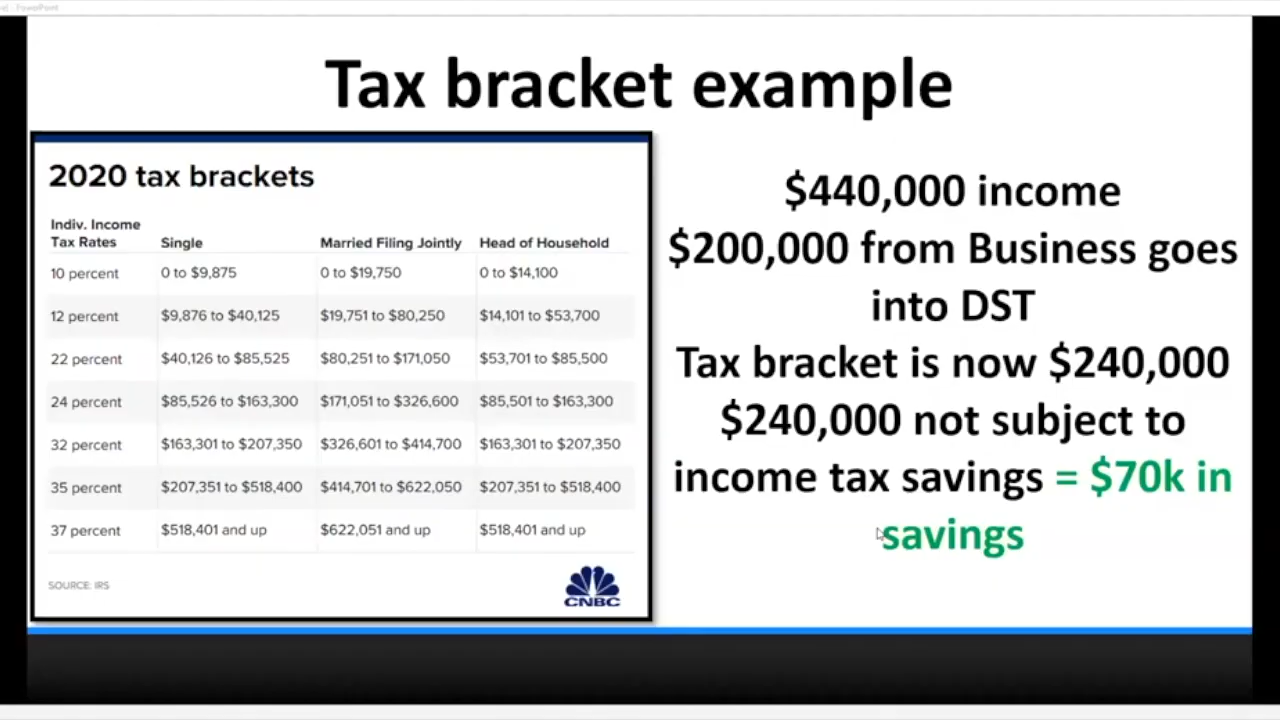 PowerPoint
Tax bracket example
2020 tax brackets
Indiv. Income
Tax Rates Single Married Filing Jointly Head of Household
10 percent 0 to $9,875 0 to $19,750 0 to $14,100
12 percent $9,876 to $40,125 $19,751 to $80,250 $14,101 to $53,700
22 percent $40,126 to $85,525 $80,251 to $171,050 $53,701 to $85,500
24 percent $85,526 to $163,300 $171,051 to $326,600 $85,501 to $163,300
32 percent $163,301 to $207,350 $326,601 to $414,700 $163,301 to $207,350
35 percent $207,351 to $518,400 $414,701 to $622,050 $207,351 to $518,400
37 percent $518,401 and up $622,051 and up $518,401 and up
SOURCE: IRS
CNBC
$440,000 income
$200,000 from Business goes
into DST
Tax bracket is now $240,000
$240,000 not subject to
income tax savings = $70k in
savings